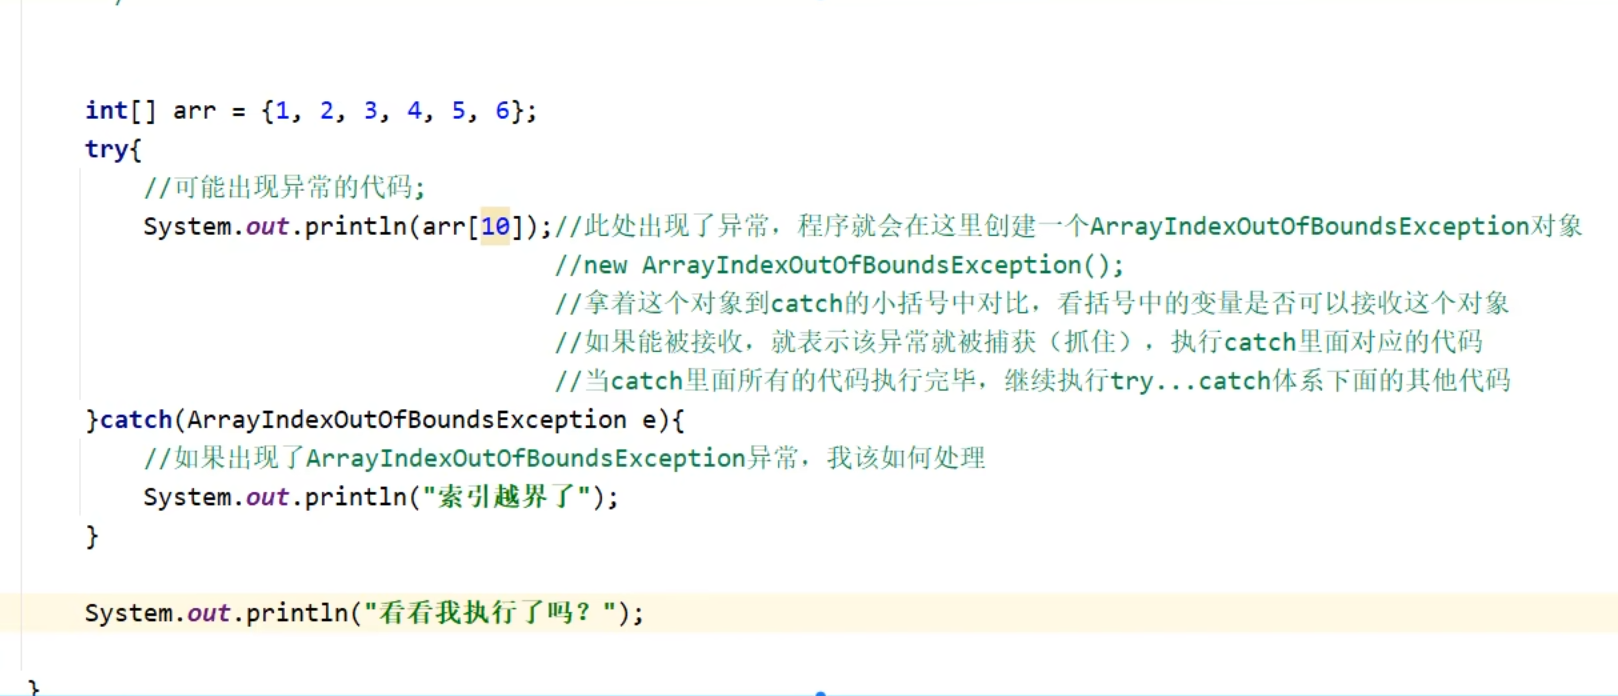 int[] arr = {1, 2, 3, 4, 5, 6};
try{
//可能出现异常的代码;
System.out.println(arr[10]);//此处出现了异常，程序就会在这里创建一个ArrayIndexOutOfBoundsException对象
//new ArrayIndexOutOfBoundsException();
//拿着这个对象到catch的小括号中对比，看括号中的变量是否可以接收这个对象
//如果能被接收，就表示该异常就被捕获（抓住），执行catch里面对应的代码
//当catch里面所有的代码执行完毕，继续执行try...catch体系下面的其他代码
}catch(ArrayIndexOutOfBoundsException e){
//如果出现了ArrayIndexOutOfBoundsException异常，我该如何处理
System.out.println("索引越界了");
}
System.out.println("看看我执行了吗？");
}